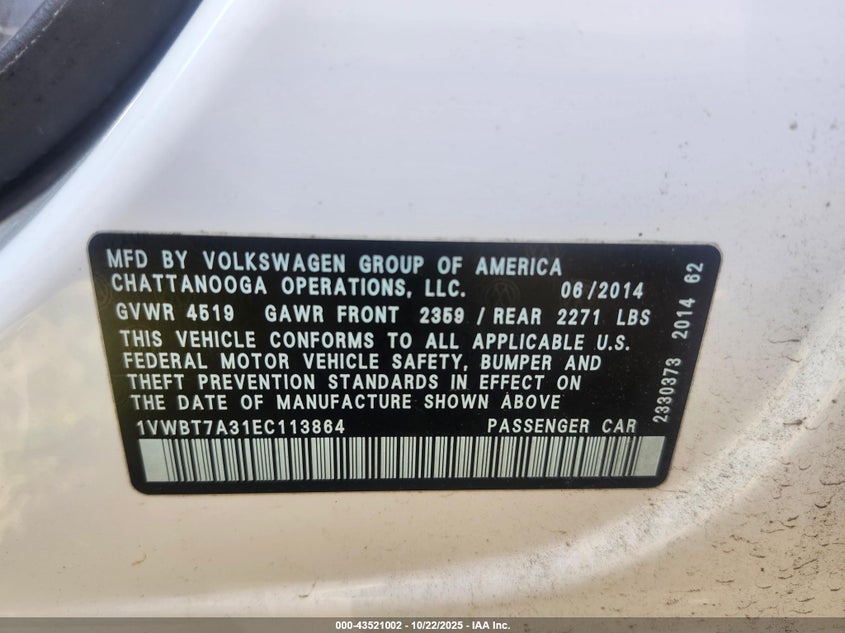 MFD BY VOLKSWAGEN GROUP OF AMERICA
CHATTANOOGA OPERATIONS, LLC. 06/2014
GVWR 4519 GAWR FRONT 2359 / REAR 2271 LBS
THIS VEHICLE CONFORMS TO ALL APPLICABLE U.S.
FEDERAL MOTOR VEHICLE SAFETY, BUMPER AND
THEFT PREVENTION STANDARDS IN EFFECT ON
THE DATE OF MANUFACTURE SHOWN ABOVE
1VWBT7A31EC113864 PASSENGER CAR
2330373 2014 62
000-43521002 - 10/22/2025 - IAA Inc.